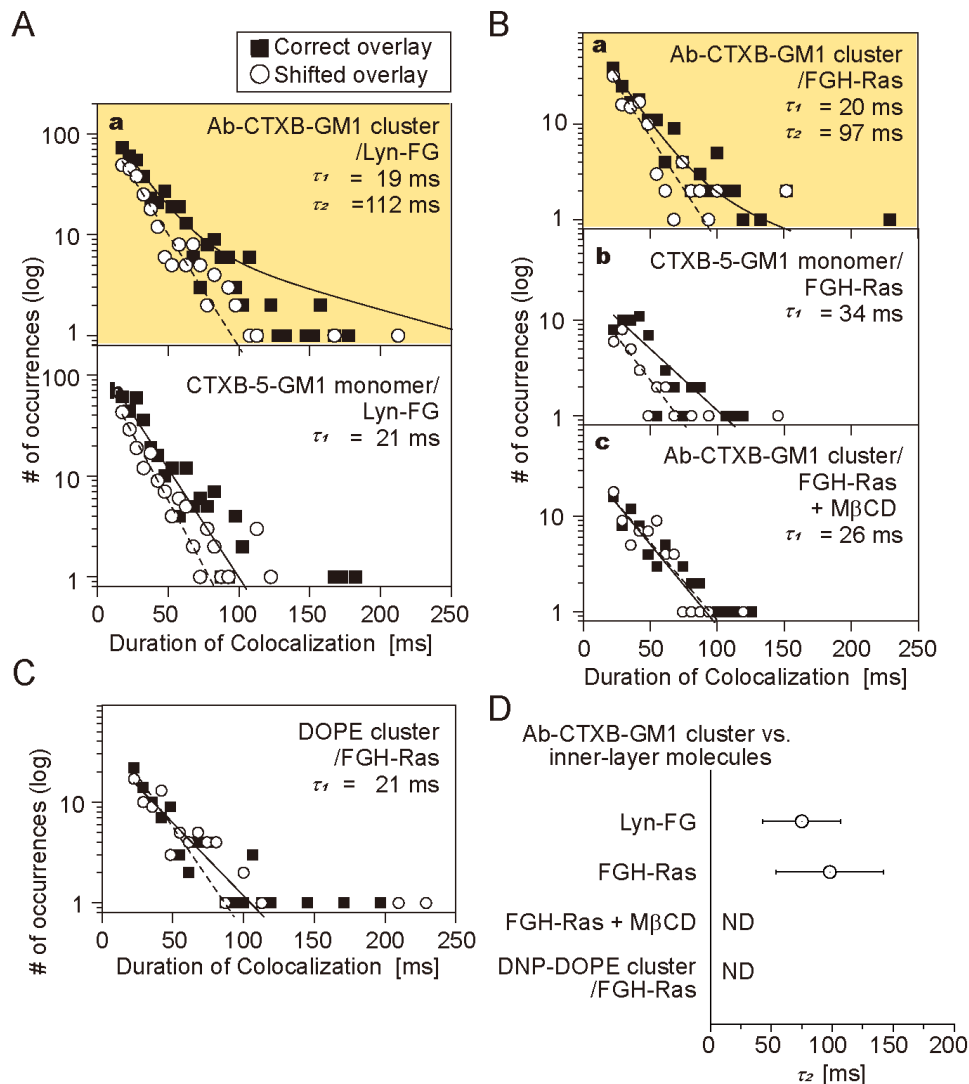 A
Correct overlay
Shifted overlay
a
Ab-CTXB-GM1 cluster
/Lyn-FG
τ1 = 19 ms
τ2 =112 ms
100
10
1
b
CTXB-5-GM1 monomer/
Lyn-FG
τ1 = 21 ms
100
10
1
# of occurrences (log)
0 50 100 150 200 250
Duration of Colocalization [ms]
B
a
Ab-CTXB-GM1 cluster
/FGH-Ras
τ1 = 20 ms
τ2 = 97 ms
10
1
b
CTXB-5-GM1 monomer/
FGH-Ras
τ1 = 34 ms
10
1
c
Ab-CTXB-GM1 cluster/
FGH-Ras
+ MβCD
τ1 = 26 ms
10
1
# of occurrences (log)
0 50 100 150 200 250
Duration of Colocalization [ms]
C
DOPE cluster
/FGH-Ras
τ1 = 21 ms
10
1
# of occurrences (log)
0 50 100 150 200 250
Duration of Colocalization [ms]
D
Ab-CTXB-GM1 cluster vs.
inner-layer molecules
Lyn-FG
FGH-Ras
FGH-Ras + MβCD ND
DNP-DOPE cluster ND
/FGH-Ras
0 50 100 150 200
τ2 [ms]